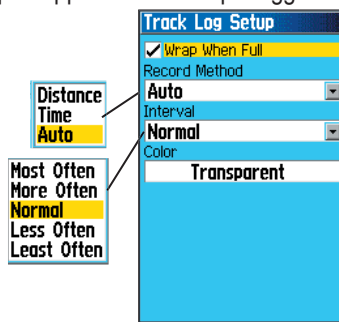 Track Log Setup
Wrap When Full
Record Method
Auto
Interval
Normal
Color
Transparent
Distance
Time
Auto
Most Often
More Often
Normal
Less Often
Least Often